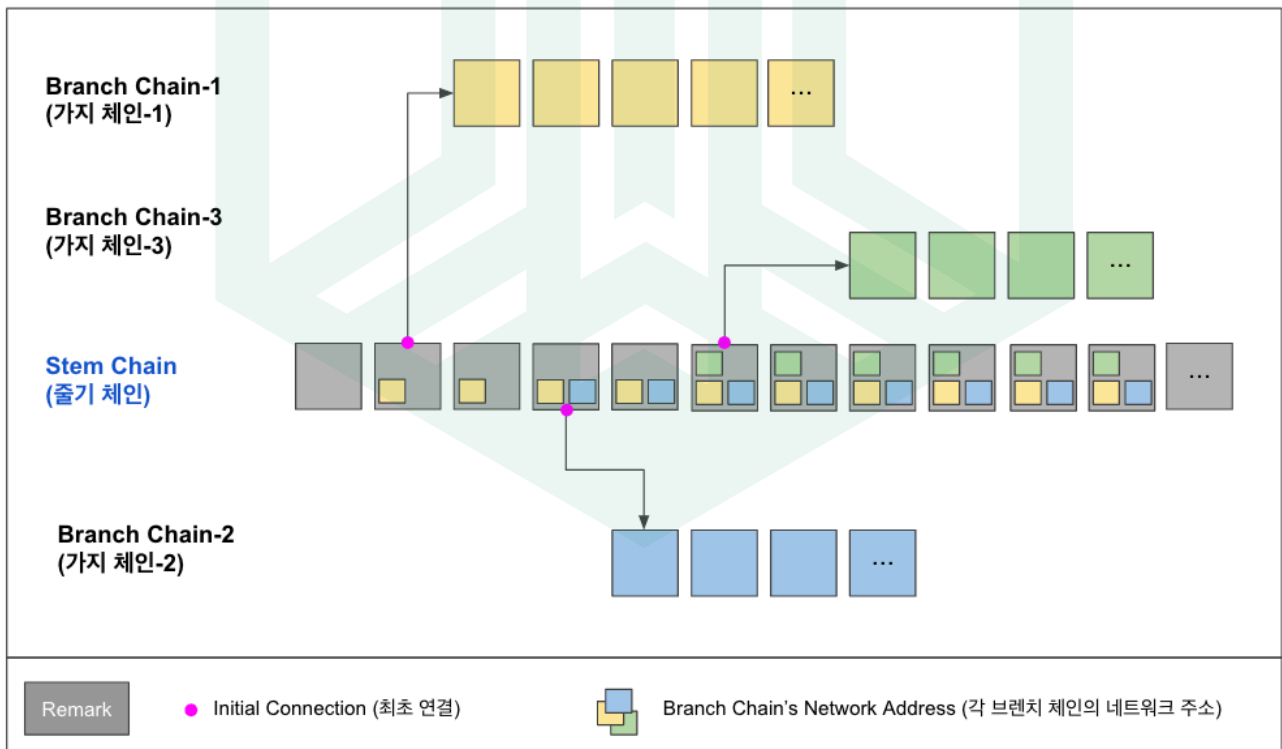 Branch Chain-1
(가지 체인-1)
...
Branch Chain-3
(가지 체인-3)
...
Stem Chain
(줄기 체인)
...
Branch Chain-2
(가지 체인-2)
...
Remark
Initial Connection (최초 연결)
Branch Chain's Network Address (각 브렌치 체인의 네트워크 주소)